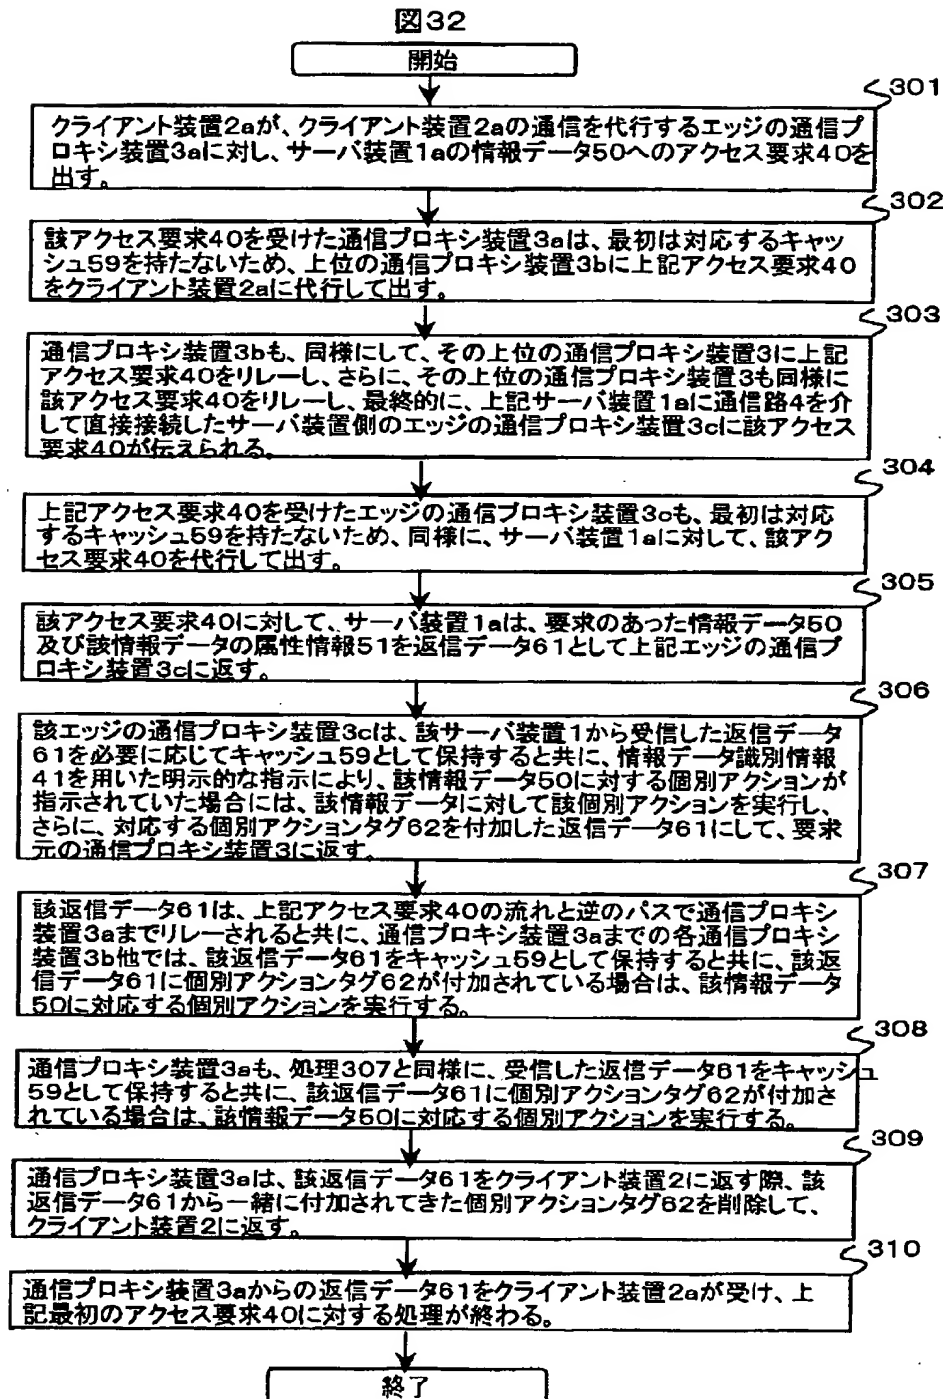 図32
開始
301
クライアント装置2aが、クライアント装置2aの通信を代行するエッジの通信プ
ロキシ装置3aに対し、サーバ装置1aの情報データ50へのアクセス要求40を
出す。
302
該アクセス要求40を受けた通信プロキシ装置3aは、最初は対応するキャッ
シュ59を持たないため、上位の通信プロキシ装置3bに上記アクセス要求40
をクライアント装置2aに代行して出す。
303
通信プロキシ装置3bも、同様にして、その上位の通信プロキシ装置3に上記
アクセス要求40をリレーし、さらに、その上位の通信プロキシ装置3も同様に
該アクセス要求40をリレーし、最終的に、上記サーバ装置1aに通信路4を介
して直接接続したサーバ装置側のエッジの通信プロキシ装置3cに該アクセス
要求40が伝えられる。
304
上記アクセス要求40を受けたエッジの通信プロキシ装置3cも、最初は対応
するキャッシュ59を持たないため、同様に、サーバ装置1aに対して、該アク
セス要求40を代行して出す。
305
該アクセス要求40に対して、サーバ装置1aは、要求のあった情報データ50
及び該情報データの属性情報51を返信データ61として上記エッジの通信プ
ロキシ装置3cに返す。
306
該エッジの通信プロキシ装置3cは、該サーバ装置1から受信した返信データ
61を必要に応じてキャッシュ59として保持すると共に、情報データ識別情報
41を用いた明示的な指示により、該情報データ50に対する個別アクションが
指示されていた場合には、該情報データに対して該個別アクションを実行し、
さらに、対応する個別アクションタグ62を付加した返信データ61にして、要求
元の通信プロキシ装置3に返す。
307
該返信データ61は、上記アクセス要求40の流れと逆のパスで通信プロキシ
装置3aまでリレーされると共に、通信プロキシ装置3aまでの各通信プロキシ
装置3b他では、該返信データ61をキャッシュ59として保持すると共に、該返
信データ61に個別アクションタグ62が付加されている場合は、該情報データ
50に対応する個別アクションを実行する。
308
通信プロキシ装置3aも、処理307と同様に、受信した返信データ61をキャッシュ
59として保持すると共に、該返信データ61に個別アクションタグ62が付加さ
れている場合は、該情報データ50に対応する個別アクションを実行する。
309
通信プロキシ装置3aは、該返信データ61をクライアント装置2に返す際、該
返信データ61から一緒に付加されてきた個別アクションタグ62を削除して、
クライアント装置2に返す。
310
通信プロキシ装置3aからの返信データ61をクライアント装置2aが受け、上
記最初のアクセス要求40に対する処理が終わる。
終了